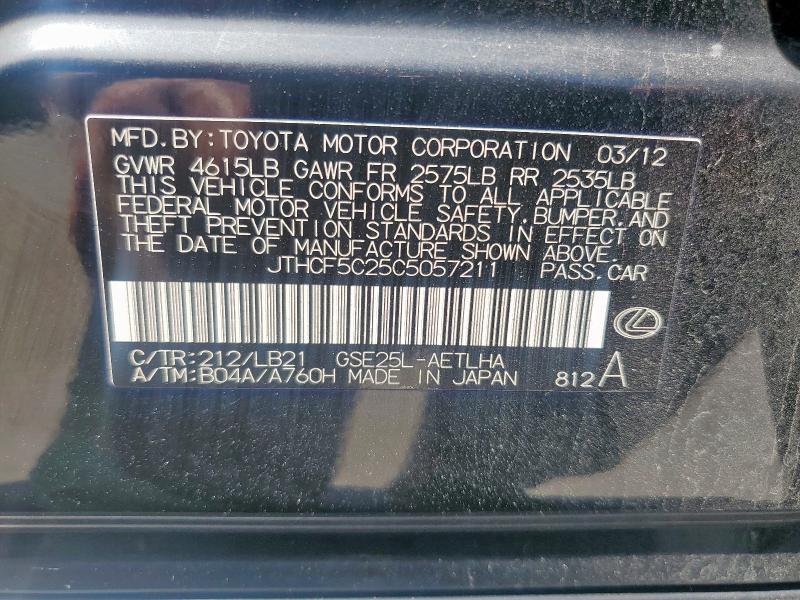 MFD.BY:TOYOTA MOTOR CORPORATION 03/12
GVWR 4615LB GAWR FR 2575LB RR 2535LB
THIS VEHICLE CONFORMS TO ALL APPLICABLE
FEDERAL MOTOR VEHICLE SAFETY,BUMPER,AND
THEFT PREVENTION STANDARDS IN EFFECT ON
THE DATE OF MANUFACTURE SHOWN ABOVE.
JTHCF5C25C5057211 PASS.CAR
C/TR:212/LB21 GSE25L-AETLHA
A/TM:B04A/A760H MADE IN JAPAN 812A